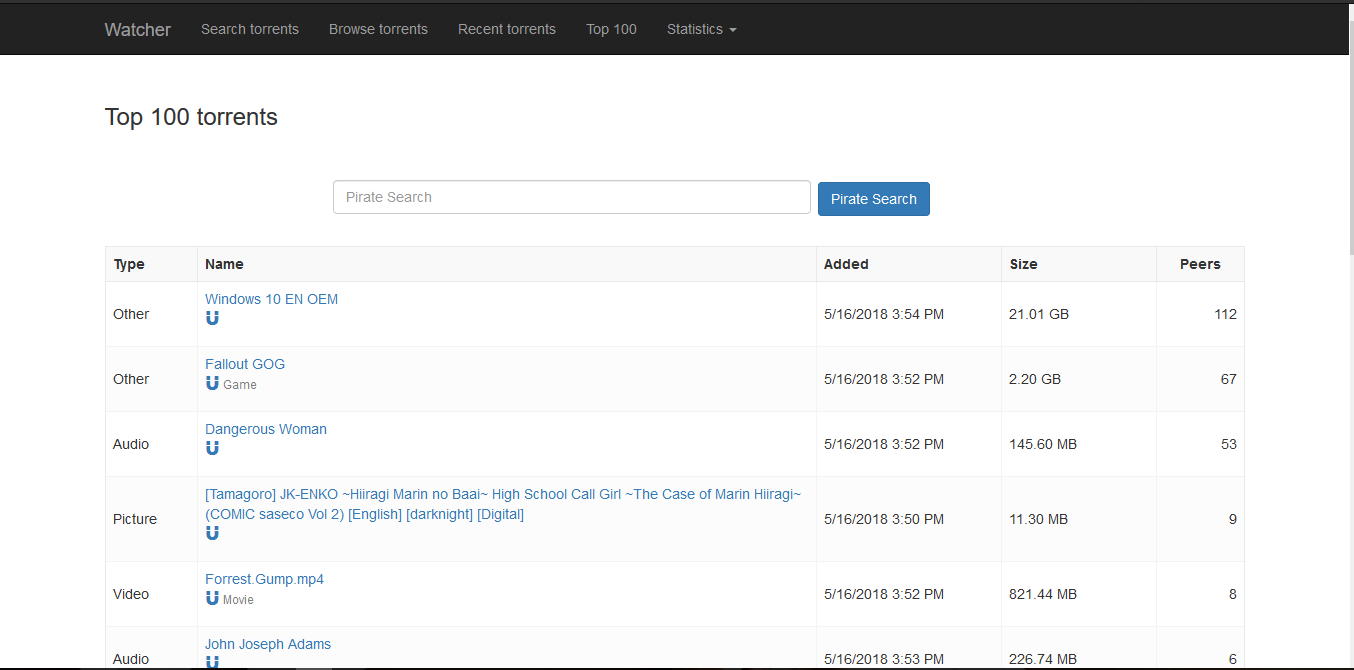 Watcher Search torrents Browse torrents Recent torrents Top 100 Statistics
Top 100 torrents
Pirate Search Pirate Search
Type Name Added Size Peers
Windows 10 EN OEM
Other 5/16/2018 3:54 PM 21.01 GB 112
Fallout GOG
Other 5/16/2018 3:52 PM 2.20 GB 67
Game
Dangerous Woman
Audio 5/16/2018 3:52 PM 145.60 MB 53
[Tamagoro] JK-ENKO ~Hiiragi Marin no Baai~ High School Call Girl ~The Case of Marin Hiiragi~
(COMIC saseco Vol 2) [English] [darknight] [Digital]
Picture 5/16/2018 3:50 PM 11.30 MB 9
Forrest.Gump.mp4
Video 5/16/2018 3:52 PM 821.44 MB 8
Movie
John Joseph Adams
Audio 5/16/2018 3:53 PM 226.74 MB 6